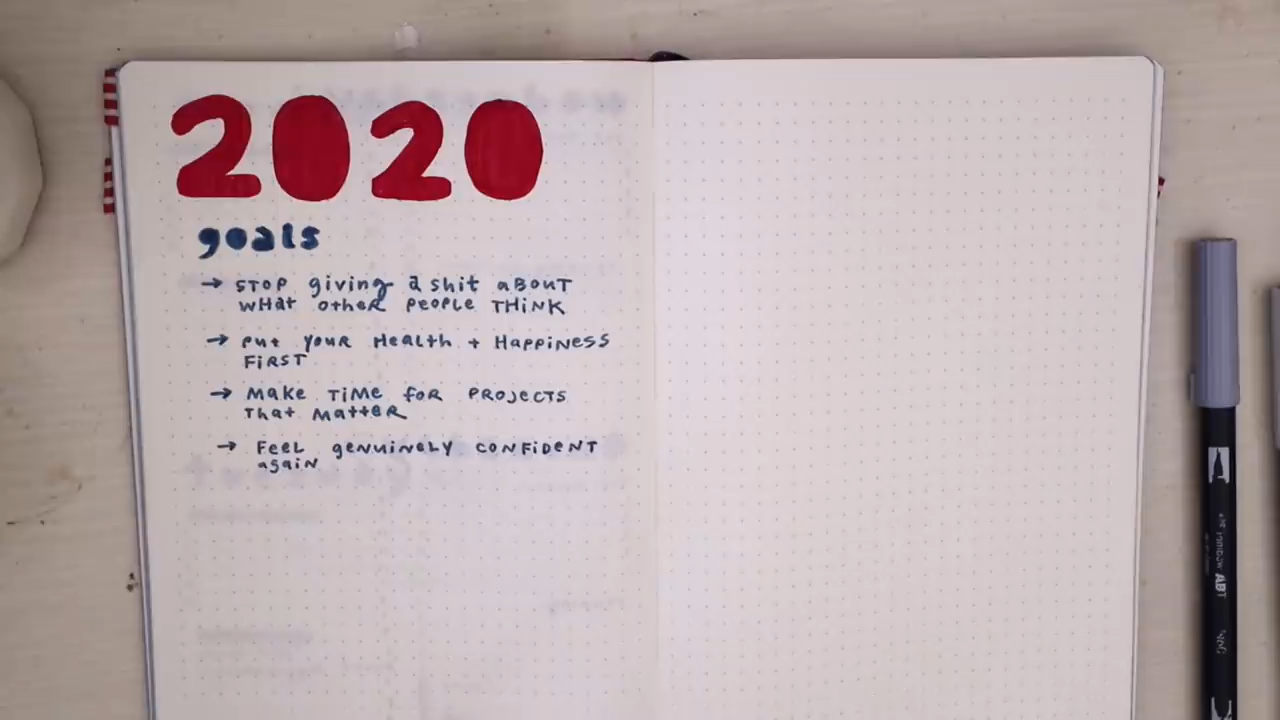 2020
goals
→ STOP giving a shit aBOUT
WHat OtHeR PeOPLe THiNK
→ Put YOUR HeaLth + HaPPiNeSS
FiRST
→ Make TiMe foR PROJeCTS
THat MatteR
→ FeeL geNuiNeLY CONFiDeNT
agaiN
ABT